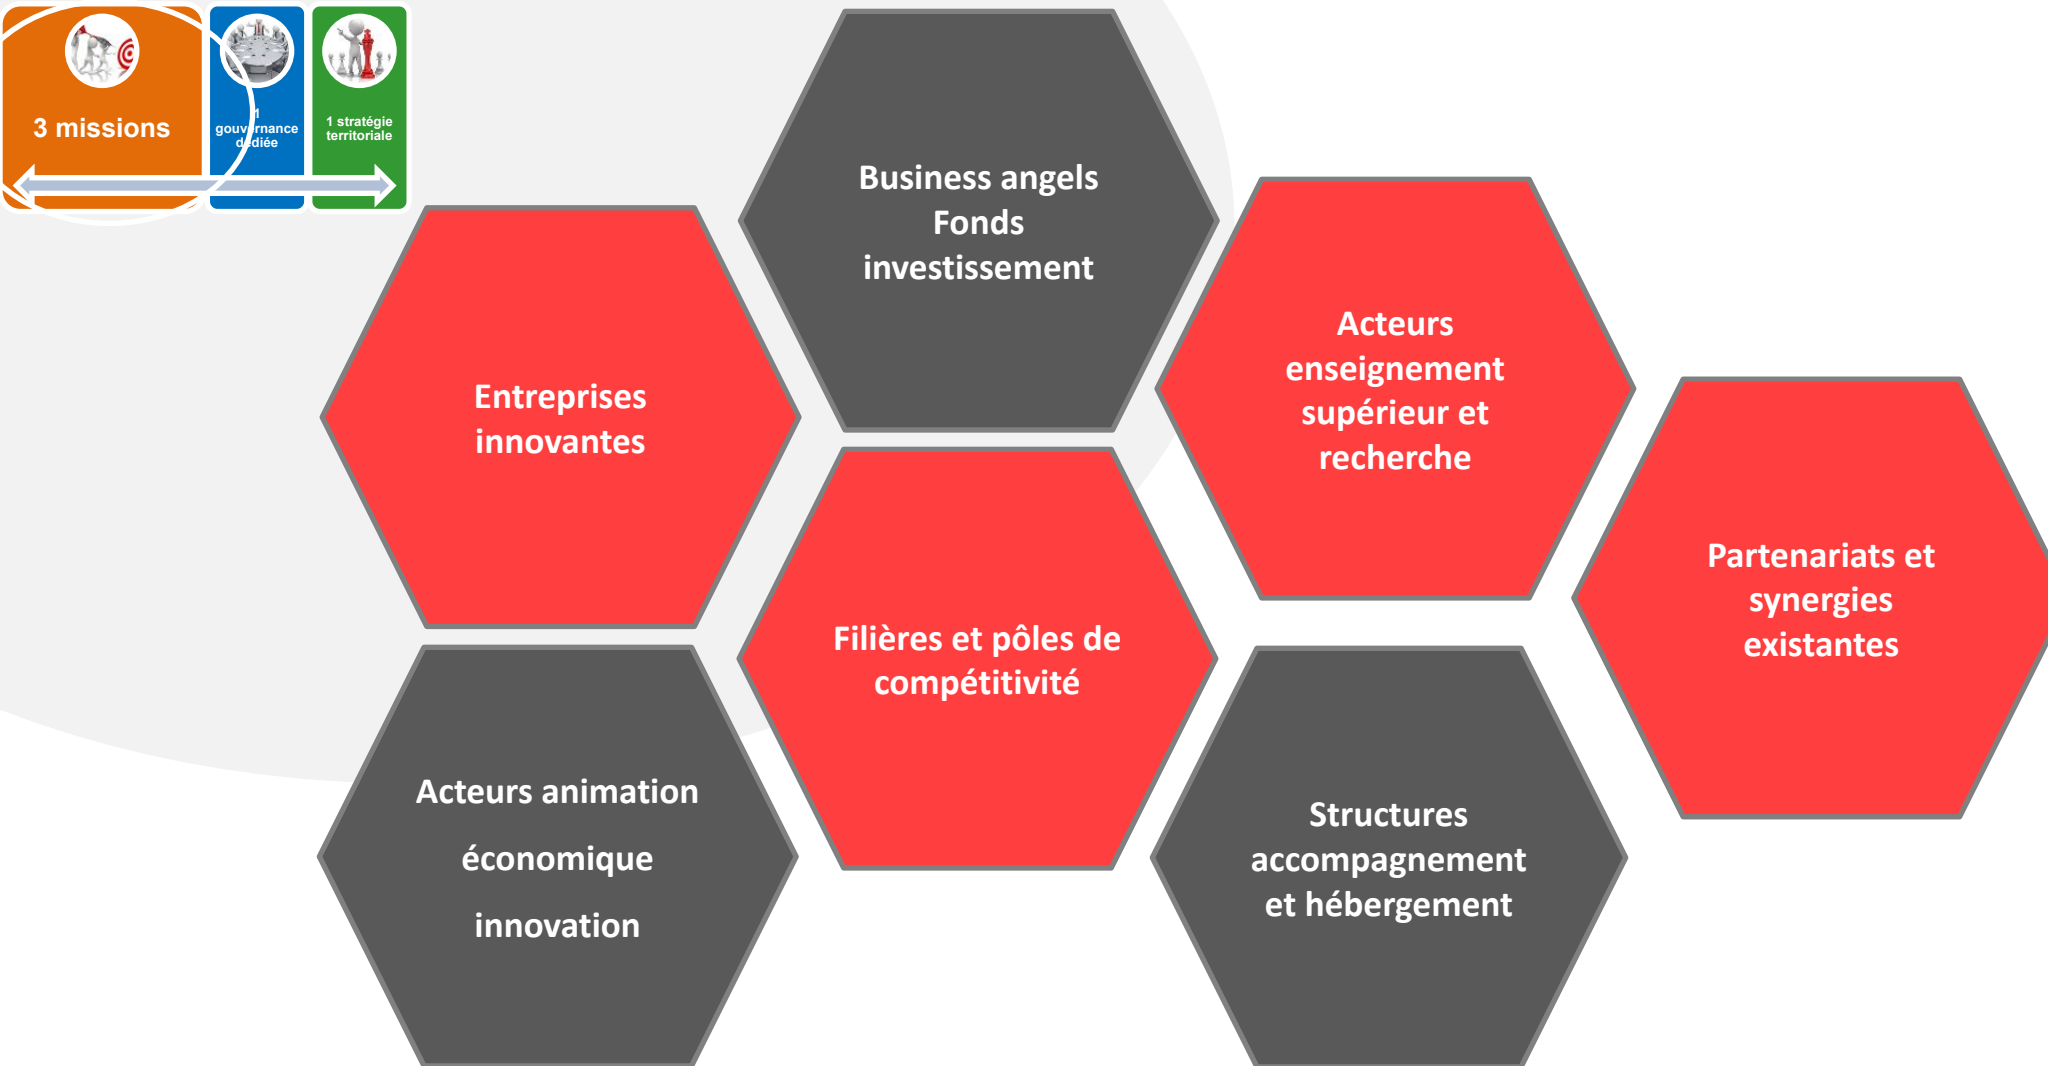 3 missions
1
gouvernance
dédiée
1 stratégie
territoriale
Business angels
Fonds
investissement
Entreprises
innovantes
Acteurs
enseignement
supérieur et
recherche
Partenariats et
synergies
existantes
Filières et pôles de
compétitivité
Acteurs animation
économique
innovation
Structures
accompagnement
et hébergement